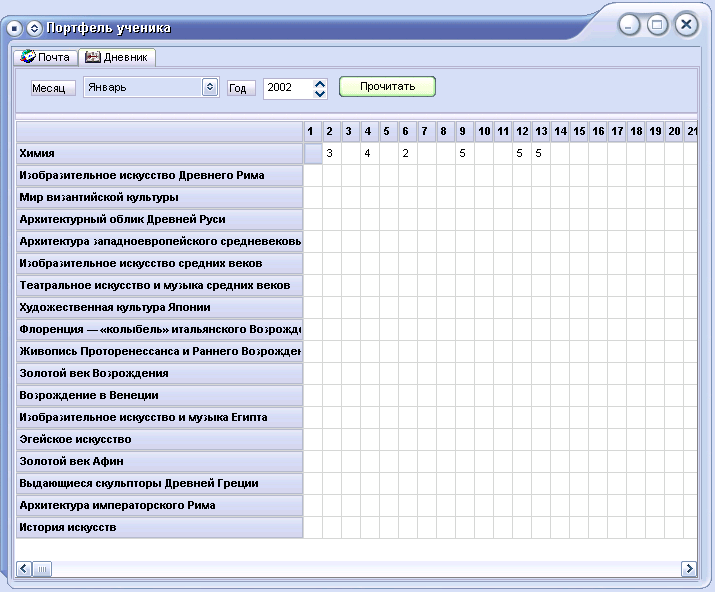 Портфель ученика
Почта Дневник
Месяц Январь Год 2002 Прочитать
1 2 3 4 5 6 7 8 9 10 11 12 13 14 15 16 17 18 19 20 21
Химия 3 4 2 5 5 5
Изобразительное искусство Древнего Рима
Мир византийской культуры
Архитектурный облик Древней Руси
Архитектура западноевропейского средневековь
Изобразительное искусство средних веков
Театральное искусство и музыка средних веков
Художественная культура Японии
Флоренция — «колыбель» итальянского Возрожде
Живопись Проторенессанса и Раннего Возрожден
Золотой век Возрождения
Возрождение в Венеции
Изобразительное искусство и музыка Египта
Эгейское искусство
Золотой век Афин
Выдающиеся скульпторы Древней Греции
Архитектура императорского Рима
История искусств